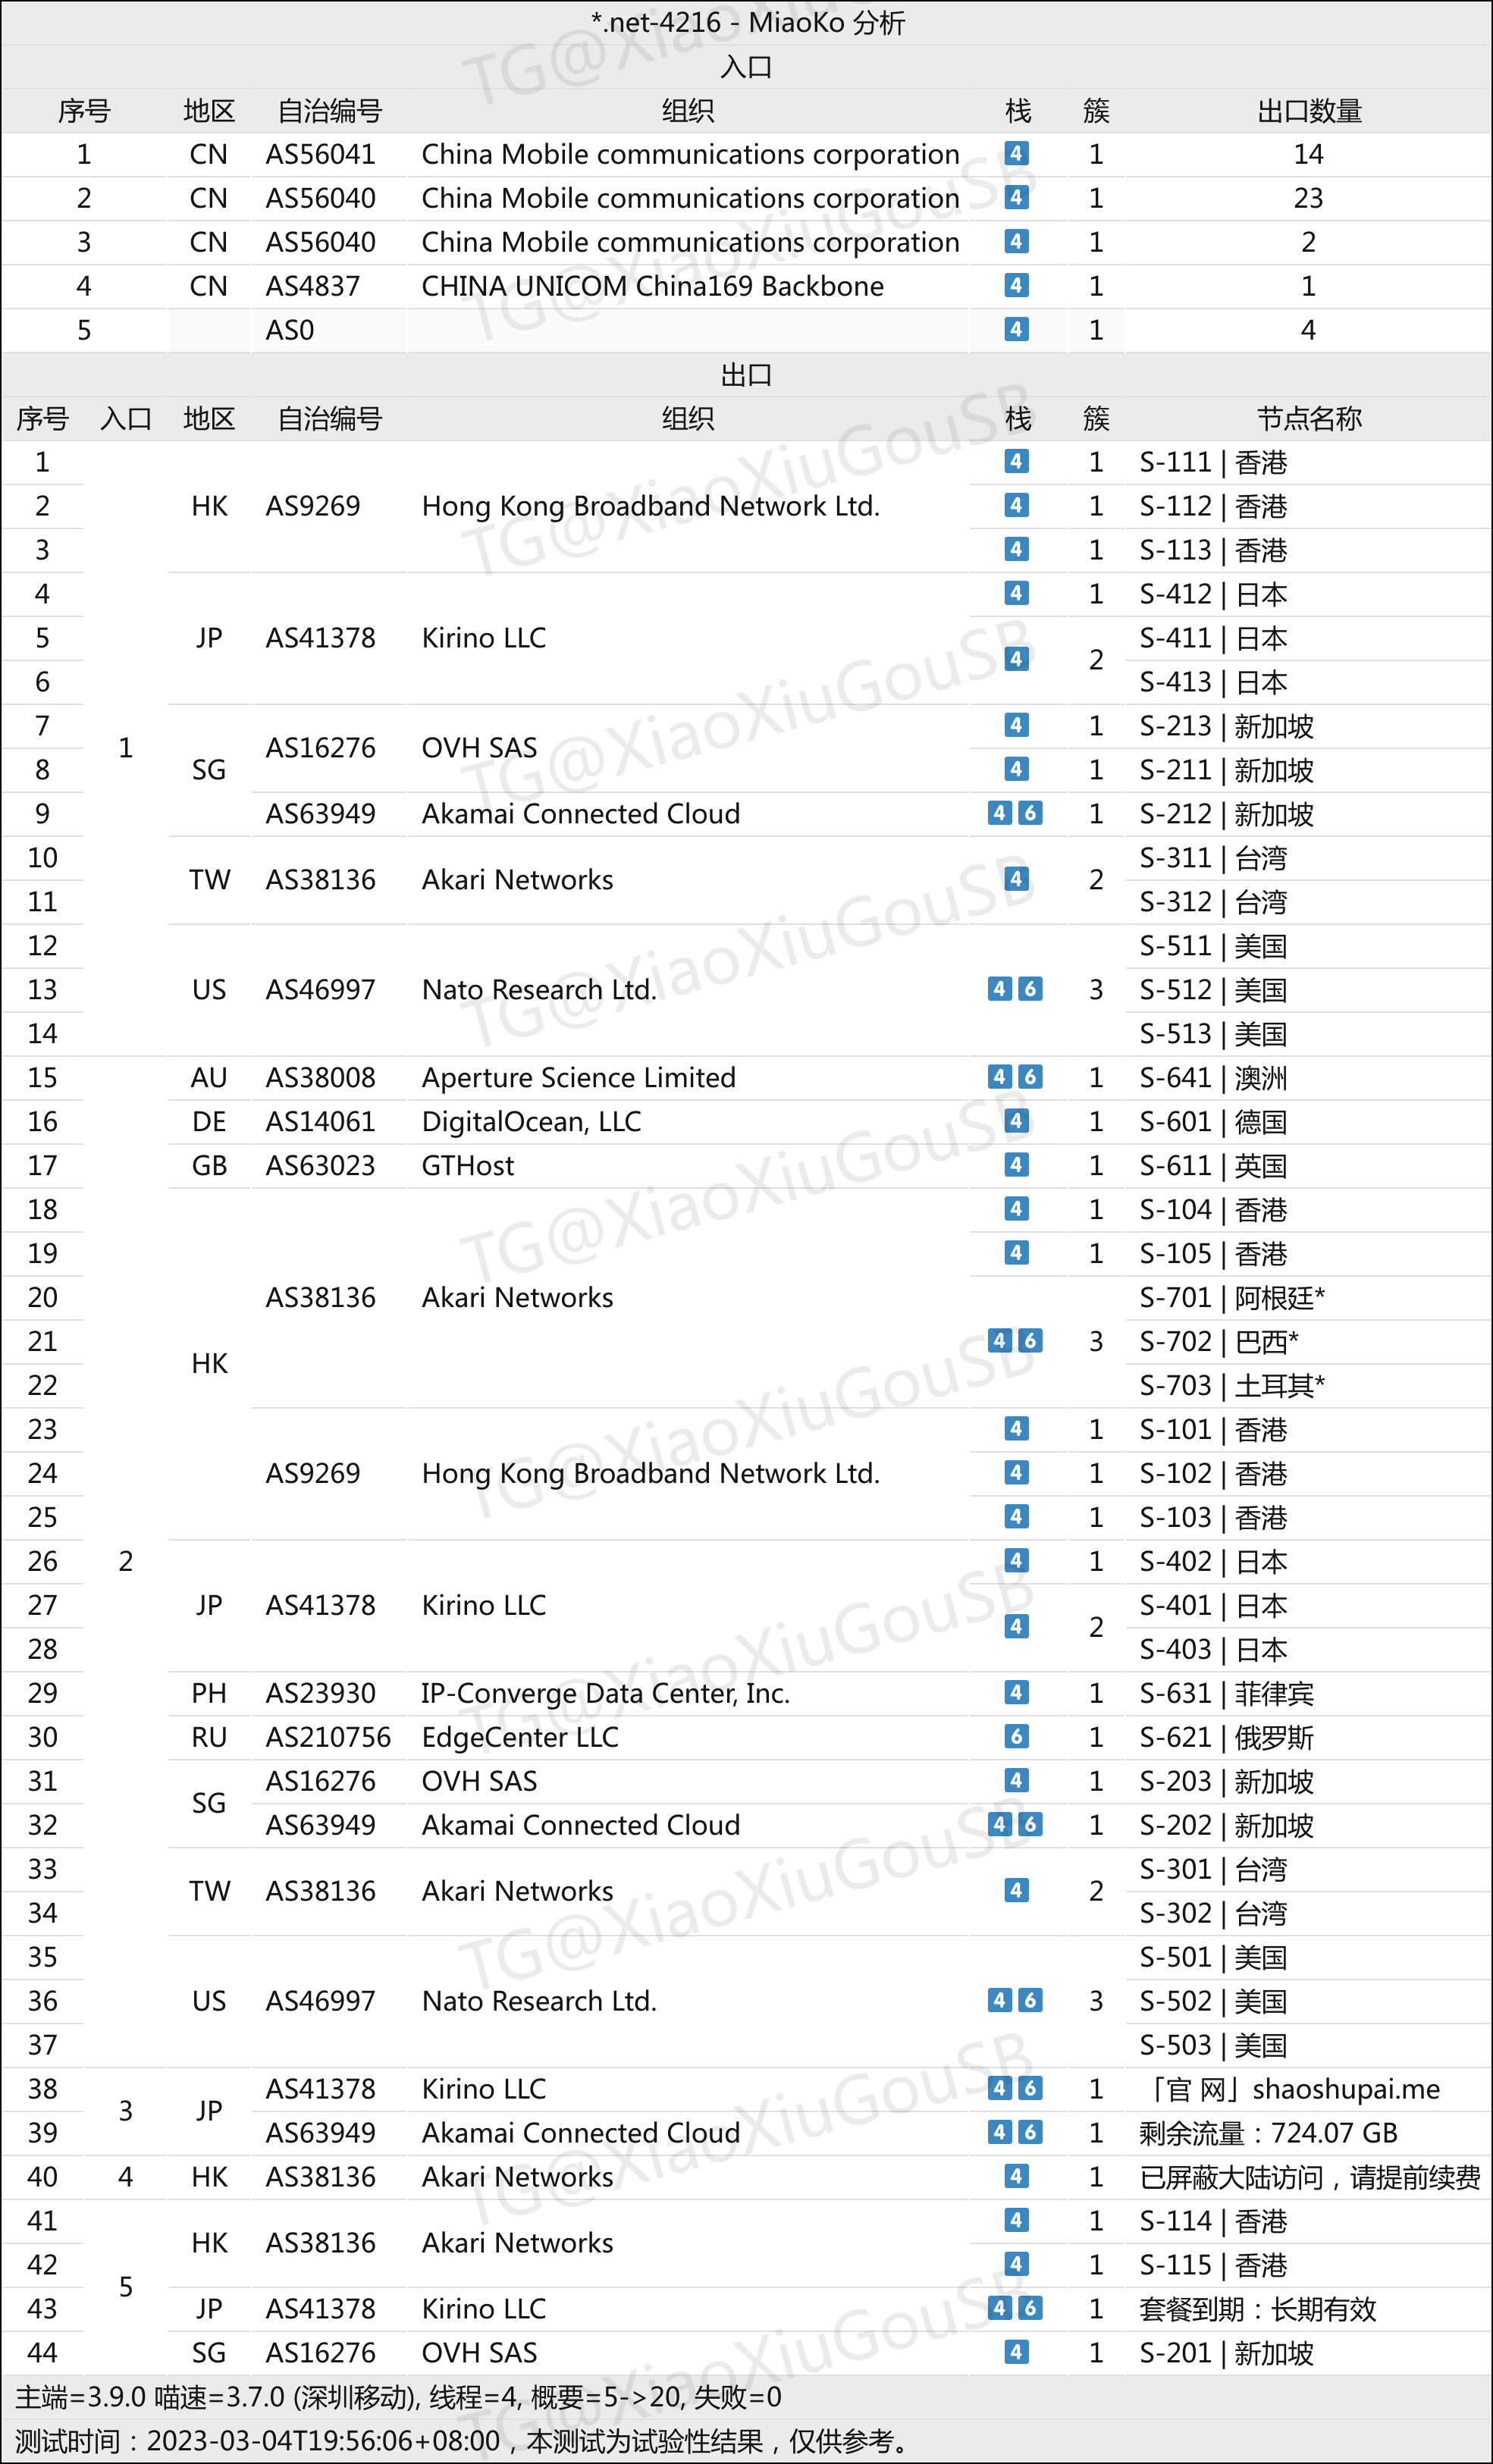 *.net-4216 - MiaoKo 分析
入口
序号 地区 自治编号 组织 栈 簇 出口数量
1 CN AS56041 China Mobile communications corporation 4 1 14
2 CN AS56040 China Mobile communications corporation 4 1 23
3 CN AS56040 China Mobile communications corporation 4 1 2
4 CN AS4837 CHINA UNICOM China169 Backbone 4 1 1
5 AS0 4 1 4
出口
序号 入口 地区 自治编号 组织 栈 簇 节点名称
1 4 1 S-111 | 香港
2 HK AS9269 Hong Kong Broadband Network Ltd. 4 1 S-112 | 香港
3 4 1 S-113 | 香港
4 4 1 S-412 | 日本
5 JP AS41378 Kirino LLC 4 2 S-411 | 日本
6 S-413 | 日本
7 1 SG AS16276 OVH SAS 4 1 S-213 | 新加坡
8 4 1 S-211 | 新加坡
9 AS63949 Akamai Connected Cloud 4 6 1 S-212 | 新加坡
10 TW AS38136 Akari Networks 4 2 S-311 | 台湾
11 S-312 | 台湾
12 S-511 | 美国
13 US AS46997 Nato Research Ltd. 4 6 3 S-512 | 美国
14 S-513 | 美国
15 AU AS38008 Aperture Science Limited 4 6 1 S-641 | 澳洲
16 DE AS14061 DigitalOcean, LLC 4 1 S-601 | 德国
17 GB AS63023 GTHost 4 1 S-611 | 英国
18 4 1 S-104 | 香港
19 4 1 S-105 | 香港
20 AS38136 Akari Networks S-701 | 阿根廷*
21 HK 4 6 3 S-702 | 巴西*
22 S-703 | 土耳其*
23 4 1 S-101 | 香港
24 AS9269 Hong Kong Broadband Network Ltd. 4 1 S-102 | 香港
25 4 1 S-103 | 香港
26 2 4 1 S-402 | 日本
27 JP AS41378 Kirino LLC 4 2 S-401 | 日本
28 S-403 | 日本
29 PH AS23930 IP-Converge Data Center, Inc. 4 1 S-631 | 菲律宾
30 RU AS210756 EdgeCenter LLC 6 1 S-621 | 俄罗斯
31 SG AS16276 OVH SAS 4 1 S-203 | 新加坡
32 AS63949 Akamai Connected Cloud 4 6 1 S-202 | 新加坡
33 TW AS38136 Akari Networks 4 2 S-301 | 台湾
34 S-302 | 台湾
35 S-501 | 美国
36 US AS46997 Nato Research Ltd. 4 6 3 S-502 | 美国
37 S-503 | 美国
38 3 JP AS41378 Kirino LLC 4 6 1 「官 网」shaoshupai.me
39 AS63949 Akamai Connected Cloud 4 6 1 剩余流量：724.07 GB
40 4 HK AS38136 Akari Networks 4 1 已屏蔽大陆访问，请提前续费
41 HK AS38136 Akari Networks 4 1 S-114 | 香港
42 5 4 1 S-115 | 香港
43 JP AS41378 Kirino LLC 4 6 1 套餐到期：长期有效
44 SG AS16276 OVH SAS 4 1 S-201 | 新加坡
主端=3.9.0 喵速=3.7.0 (深圳移动), 线程=4, 概要=5->20, 失败=0
测试时间：2023-03-04T19:56:06+08:00，本测试为试验性结果，仅供参考。
TG@XiaoXiuGouSB
TG@XiaoXiuGouSB
TG@XiaoXiuGouSB
TG@XiaoXiuGouSB
TG@XiaoXiuGouSB
TG@XiaoXiuGouSB
TG@XiaoXiuGouSB
TG@XiaoXiuGouSB
TG@XiaoXiuGouSB
TG@XiaoXiuGouSB
TG@XiaoXiuGouSB